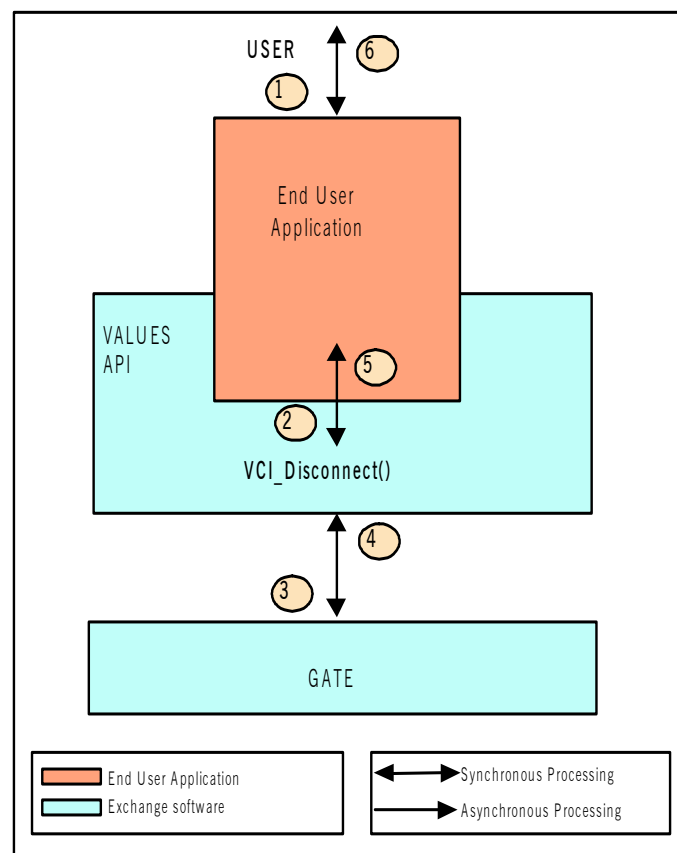 USER
6
1
End User
Application
VALUES
API
5
2
VCI_Disconnect()
4
3
GATE
End User Application
Exchange software
Synchronous Processing
Asynchronous Processing